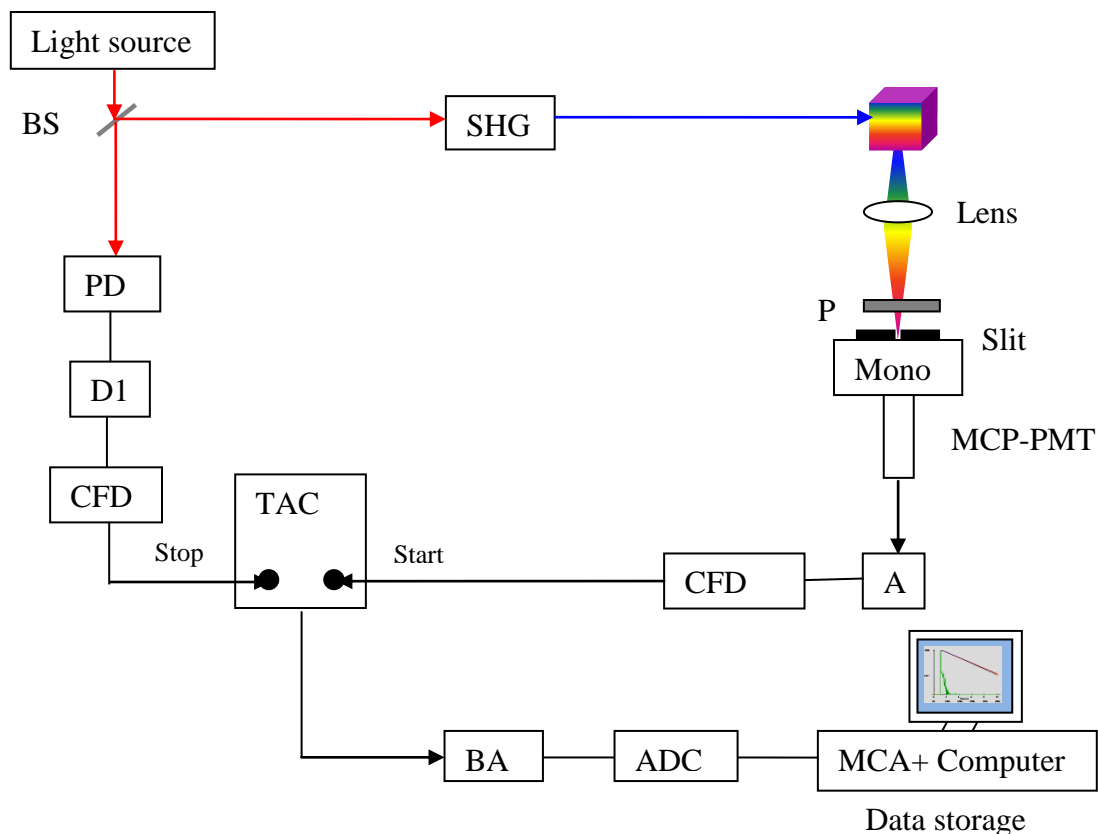 Light source
BS
SHG
Lens
PD
P
Slit
Mono
D1
MCP-PMT
CFD
TAC
Stop
Start
CFD
A
BA
ADC
MCA+ Computer
Data storage